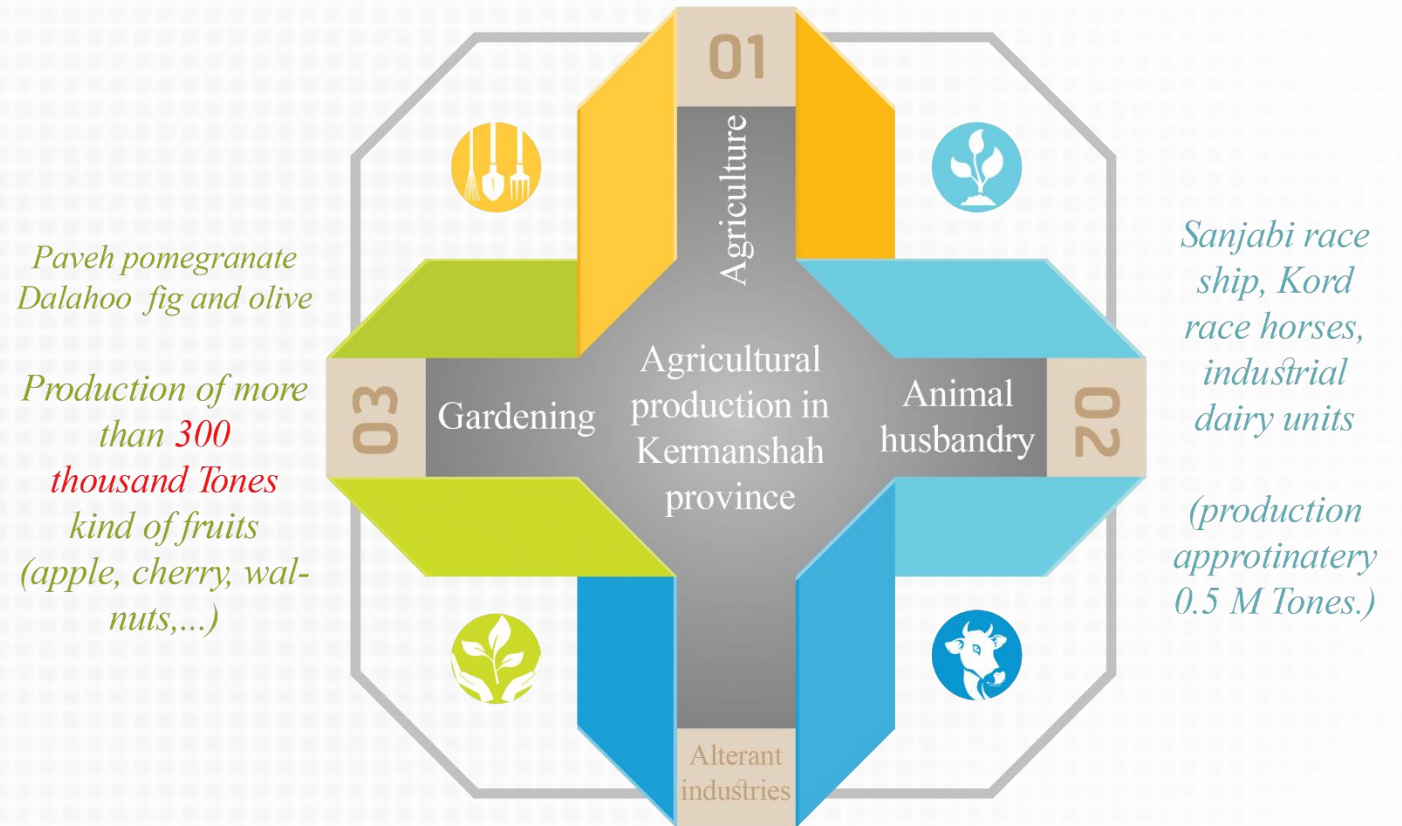 01
Agriculture
Paveh pomegranate
Dalahoo fig and olive
Production of more
than 300
thousand Tones
kind of fruits
(apple, cherry, wal-
nuts,...)
03
Gardening
Agricultural
production in
Kermanshah
province
Animal
husbandry
02
Sanjabi race
ship, Kord
race horses,
industrial
dairy units
(production
approtinatery
0.5 M Tones.)
Alterant
industries